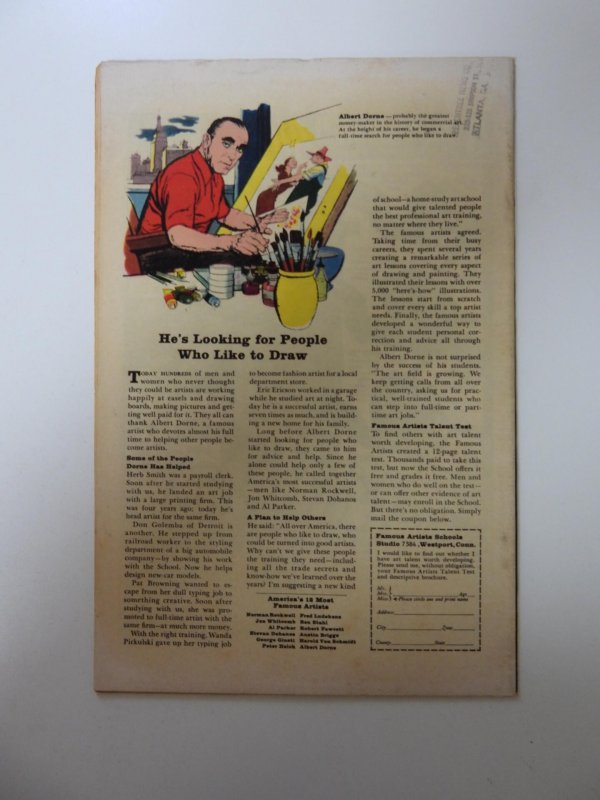 ATLANTA, GA.
Albert Dorne — probably the greatest
money-maker in the history of commercial art.
At the height of his career, he began a
full-time search for people who like to draw.
He's Looking for People
Who Like to Draw
TODAY HUNDREDS of men and
women who never thought
they could be artists are working
happily at easels and drawing
boards, making pictures and get-
ting well paid for it. They all can
thank Albert Dorne, a famous
artist who devotes almost his full
time to helping other people be-
come artists.
Some of the People
Dorne Has Helped
Herb Smith was a payroll clerk.
Soon after he started studying
with us, he landed an art job
with a large printing firm. This
was four years ago; today he's
head artist for the same firm.
Don Golemba of Detroit is
another. He stepped up from
railroad worker to the styling
department of a big automobile
company—by showing his work
with the School. Now he helps
design new-car models.
Pat Browning wanted to es-
cape from her dull typing job to
something creative. Soon after
studying with us, she was pro-
moted to full-time artist with the
same firm—at much more money.
With the right training, Wanda
Pickulski gave up her typing job
to become fashion artist for a local
department store.
Eric Ericson worked in a garage
while he studied art at night. To-
day he is a successful artist, earns
seven times as much, and is build-
ing a new home for his family.
Long before Albert Dorne
started looking for people who
like to draw, they came to him
for advice and help. Since he
alone could help only a few of
these people, he called together
America's most successful artists
—men like Norman Rockwell,
Jon Whitcomb, Stevan Dohanos
and Al Parker.
A Plan to Help Others
He said: "All over America, there
are people who like to draw, who
could be turned into good artists.
Why can't we give these people
the training they need—includ-
ing all the trade secrets and
know-how we've learned over the
years? I'm suggesting a new kind
America's 12 Most
Famous Artists
Norman Rockwell Fred Ludekens
Jon Whitcomb Ben Stahl
Al Parker Robert Fawcett
Stevan Dohanos Austin Briggs
George Giusti Harold Von Schmidt
Peter Helck Albert Dorne
of school—a home-study art school
that would give talented people
the best professional art training,
no matter where they live."
The famous artists agreed.
Taking time from their busy
careers, they spent several years
creating a remarkable series of
art lessons covering every aspect
of drawing and painting. They
illustrated their lessons with over
5,000 "here's-how" illustrations.
The lessons start from scratch
and cover every skill a top artist
needs. Finally, the famous artists
developed a wonderful way to
give each student personal cor-
rection and advice all through
his training.
Albert Dorne is not surprised
by the success of his students.
"The art field is growing. We
keep getting calls from all over
the country, asking us for prac-
tical, well-trained students who
can step into full-time or part-
time art jobs."
Famous Artists Talent Test
To find others with art talent
worth developing, the Famous
Artists created a 12-page talent
test. Thousands paid to take this
test, but now the School offers it
free and grades it free. Men and
women who do well on the test—
or can offer other evidence of art
talent—may enroll in the School.
But there's no obligation. Simply
mail the coupon below.
Famous Artists Schools
Studio 7384, Westport, Conn.
I would like to find out whether I
have art talent worth developing.
Please send me, without obligation,
your Famous Artists Talent Test
and descriptive brochure.
Mr.
Mrs. Age
Miss Please circle one and print name
Address
City Zone
County State